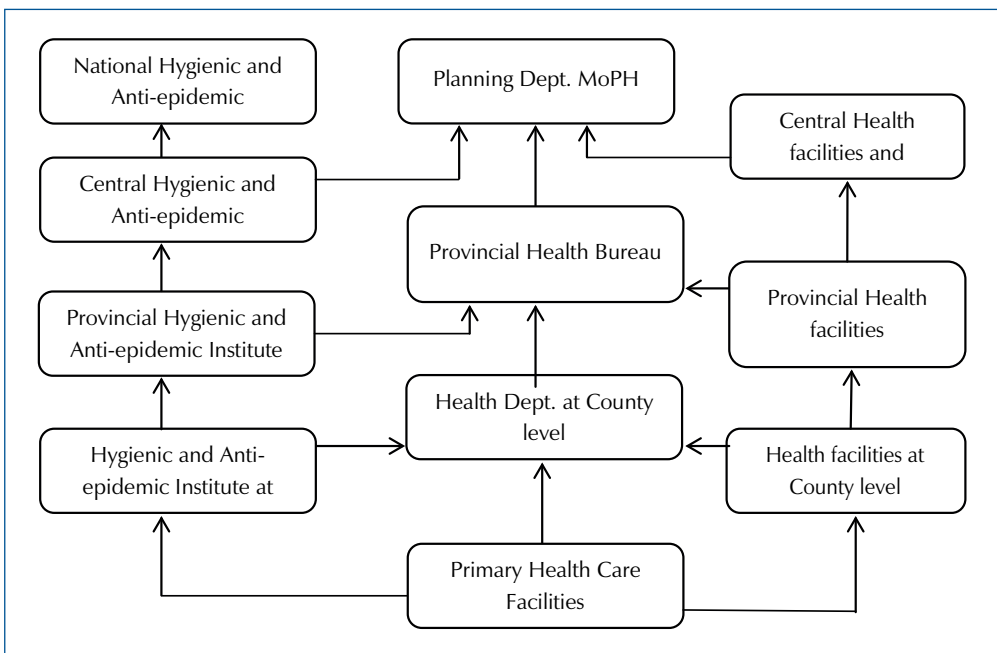 National Hygienic and
Anti-epidemic
Planning Dept. MoPH
Central Health
facilities and
Central Hygienic and
Anti-epidemic
Provincial Health Bureau
Provincial Health
facilities
Provincial Hygienic and
Anti-epidemic Institute
Health Dept. at County
level
Hygienic and Anti-
epidemic Institute at
Health facilities at
County level
Primary Health Care
Facilities